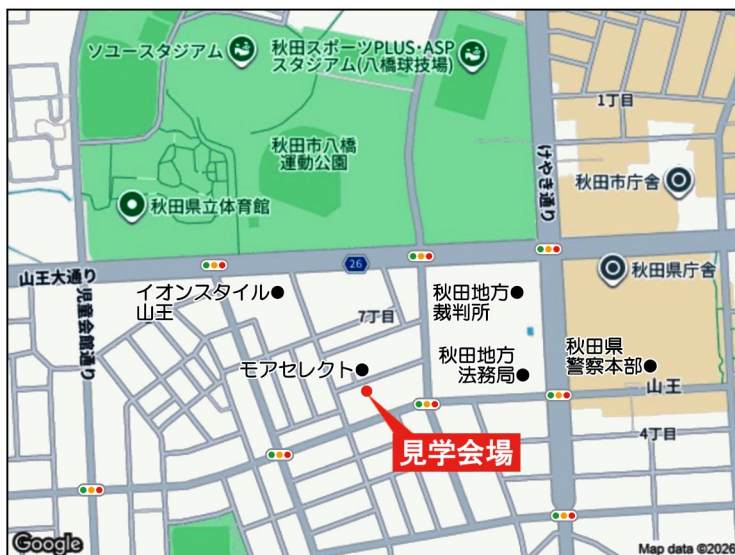 ソユースタジアム
秋田スポーツPLUS・ASP
スタジアム(八橋球技場)
1丁目
秋田市八橋
運動公園
けやき通り
秋田市庁舎
秋田県立体育館
山王大通り
26
秋田県庁舎
児童会館通り
イオンスタイル
山王
7丁目
秋田地方
裁判所
モアセレクト
秋田地方
法務局
秋田県
警察本部
山王
4丁目
見学会場
Google
Map data ©2026